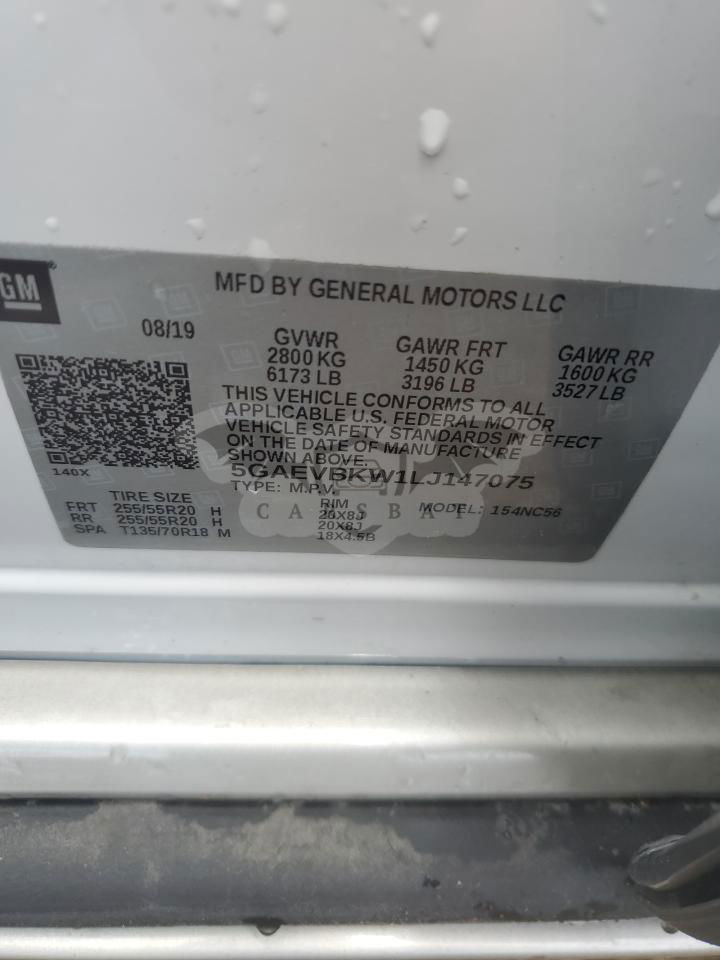 GM
MFD BY GENERAL MOTORS LLC
08/19
GVWR
2800 KG
6173 LB
GAWR FRT
1450 KG
3196 LB
GAWR RR
1600 KG
3527 LB
THIS VEHICLE CONFORMS TO ALL
APPLICABLE U.S. FEDERAL MOTOR
VEHICLE SAFETY STANDARDS IN EFFECT
ON THE DATE OF MANUFACTURE
SHOWN ABOVE.
140X
5GAEVBKW1LJ147075
TYPE: M.P.V.
MODEL: 154NC56
TIRE SIZE
RIM
FRT 255/55R20 H 20X8J
RR 255/55R20 H 20X8J
SPA T135/70R18 M 18X4.5B
CARSBAT